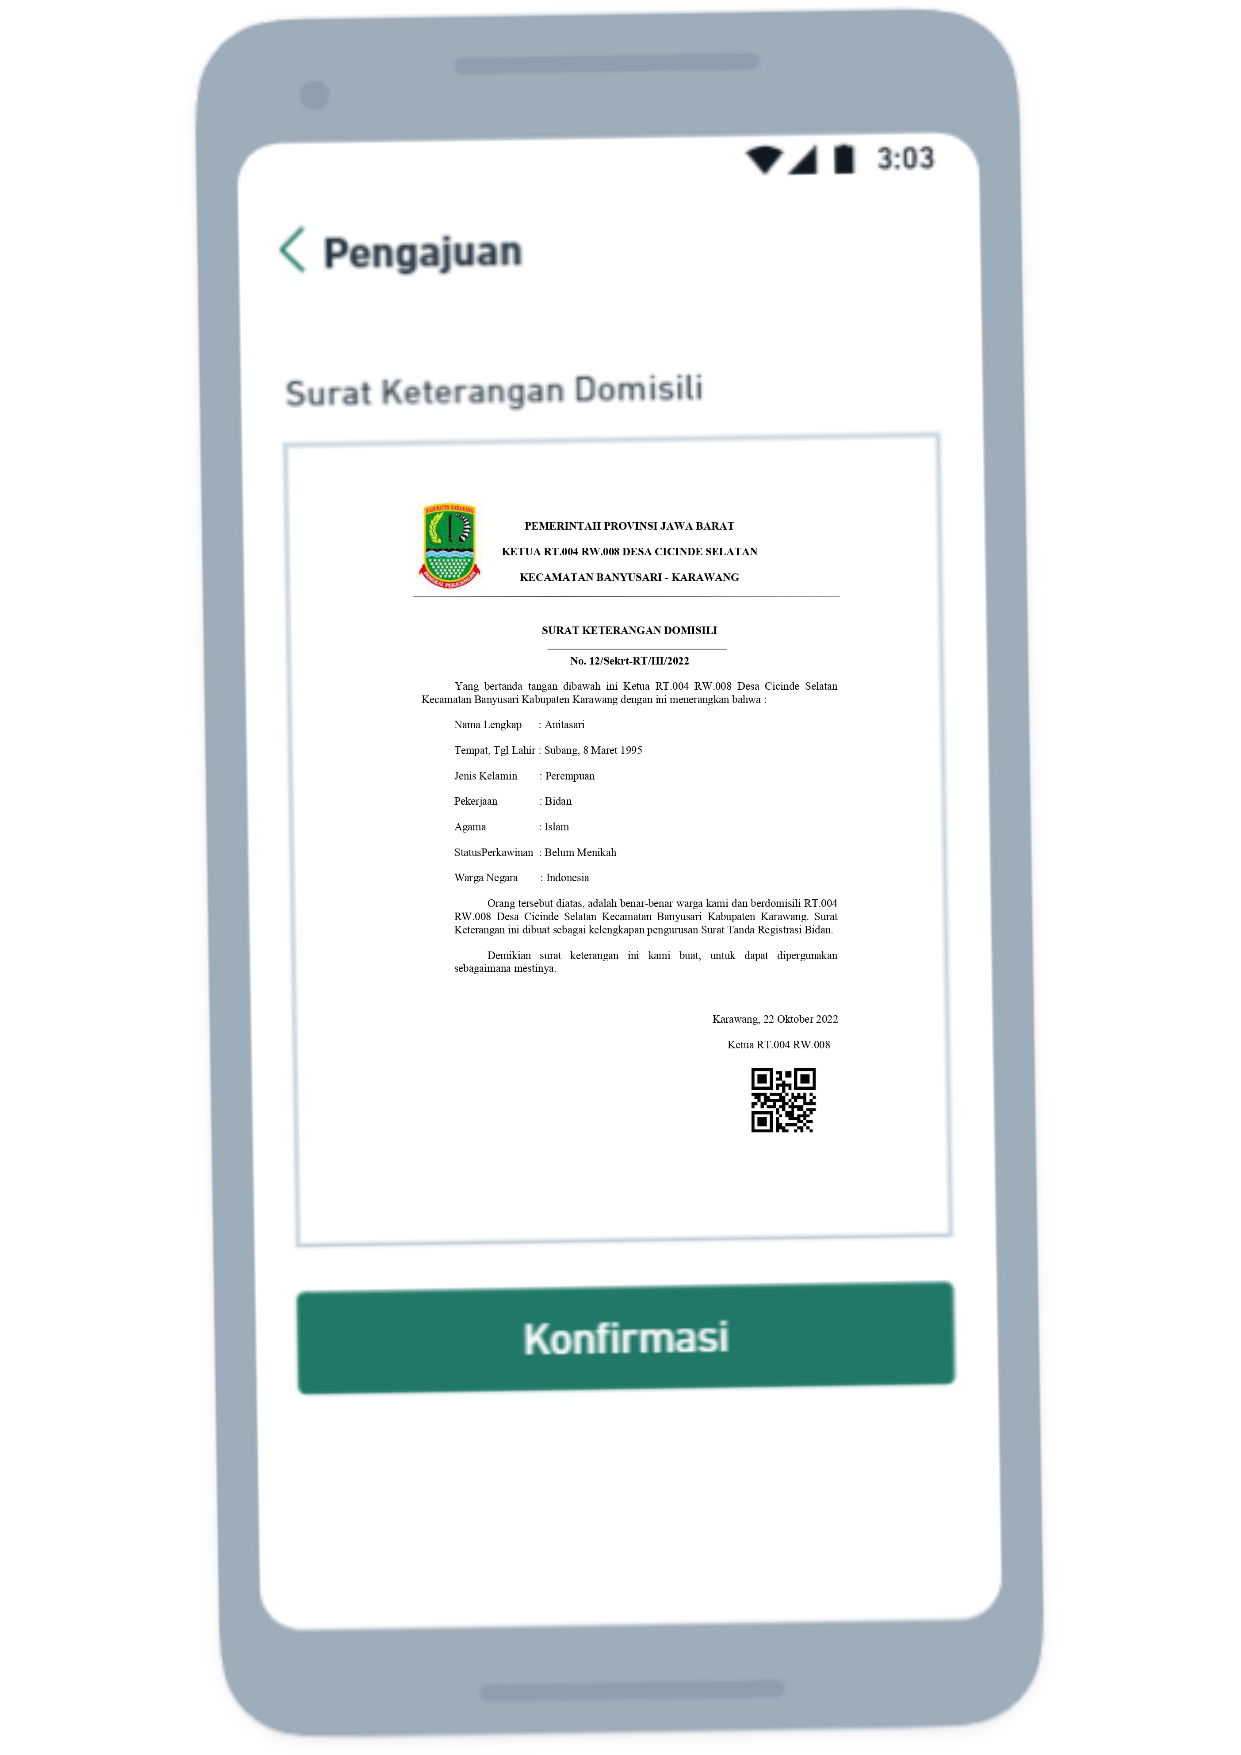 3:03
Pengajuan
Surat Keterangan Domisili
KABUPATEN KARAWANG
PEMERINTAH PROVINSI JAWA BARAT
KETUA RT.004 RW.008 DESA CICINDE SELATAN
KECAMATAN BANYUSARI - KARAWANG
SURAT KETERANGAN DOMISILI
No. 12/Sekrt-RT/III/2022
Yang bertanda tangan dibawah ini Ketua RT.004 RW.008 Desa Cicinde Selatan
Kecamatan Banyusari Kabupaten Karawang dengan ini menerangkan bahwa :
Nama Lengkap : Anitasari
Tempat, Tgl Lahir : Subang, 8 Maret 1995
Jenis Kelamin : Perempuan
Pekerjaan : Bidan
Agama : Islam
StatusPerkawinan : Belum Menikah
Warga Negara : Indonesia
Orang tersebut diatas, adalah benar-benar warga kami dan berdomisili RT.004
RW.008 Desa Cicinde Selatan Kecamatan Banyusari Kabupaten Karawang. Surat
Keterangan ini dibuat sebagai kelengkapan pengurusan Surat Tanda Registrasi Bidan.
Demikian surat keterangan ini kami buat, untuk dapat dipergunakan
sebagaimana mestinya.
Karawang, 22 Oktober 2022
Ketua RT.004 RW.008
Konfirmasi